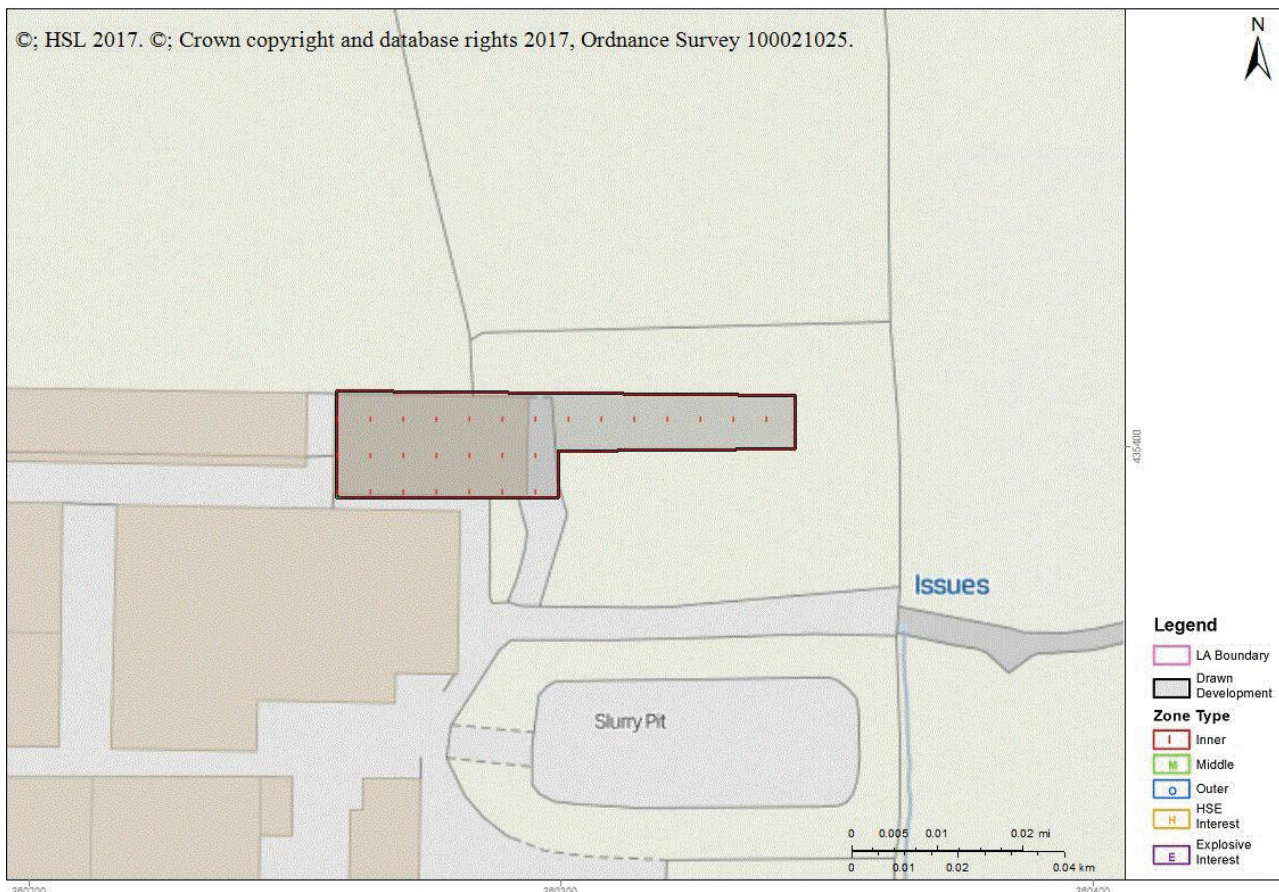 ©; HSL 2017. ©; Crown copyright and database rights 2017, Ordnance Survey 100021025.
N
435400
Issues
Slurry Pit
Legend
LA Boundary
Drawn
Development
Zone Type
I Inner
M Middle
O Outer
H HSE
Interest
E Explosive
Interest
0 0.005 0.01 0.02 mi
0 0.01 0.02 0.04 km